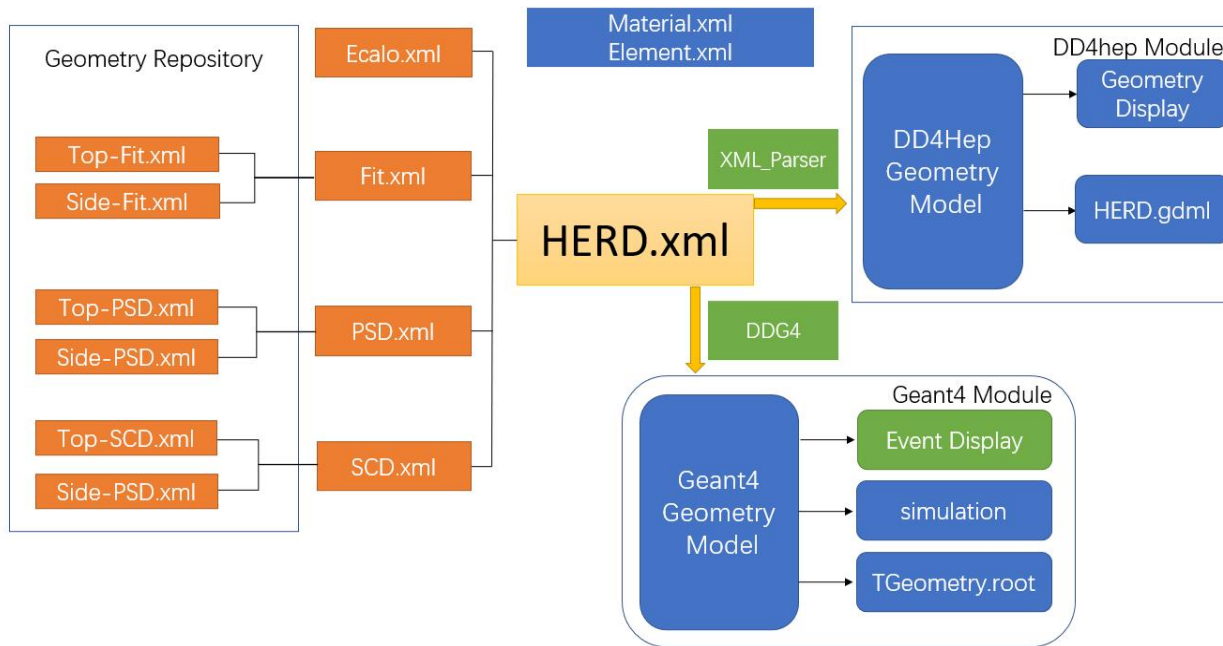 Geometry Repository
Top-Fit.xml
Side-Fit.xml
Top-PSD.xml
Side-PSD.xml
Top-SCD.xml
Side-PSD.xml
Ecalo.xml
Fit.xml
PSD.xml
SCD.xml
Material.xml
Element.xml
HERD.xml
XML_Parser
DDG4
DD4hep Module
DD4Hep
Geometry
Model
Geometry
Display
HERD.gdml
Geant4 Module
Geant4
Geometry
Model
Event Display
simulation
TGeometry.root